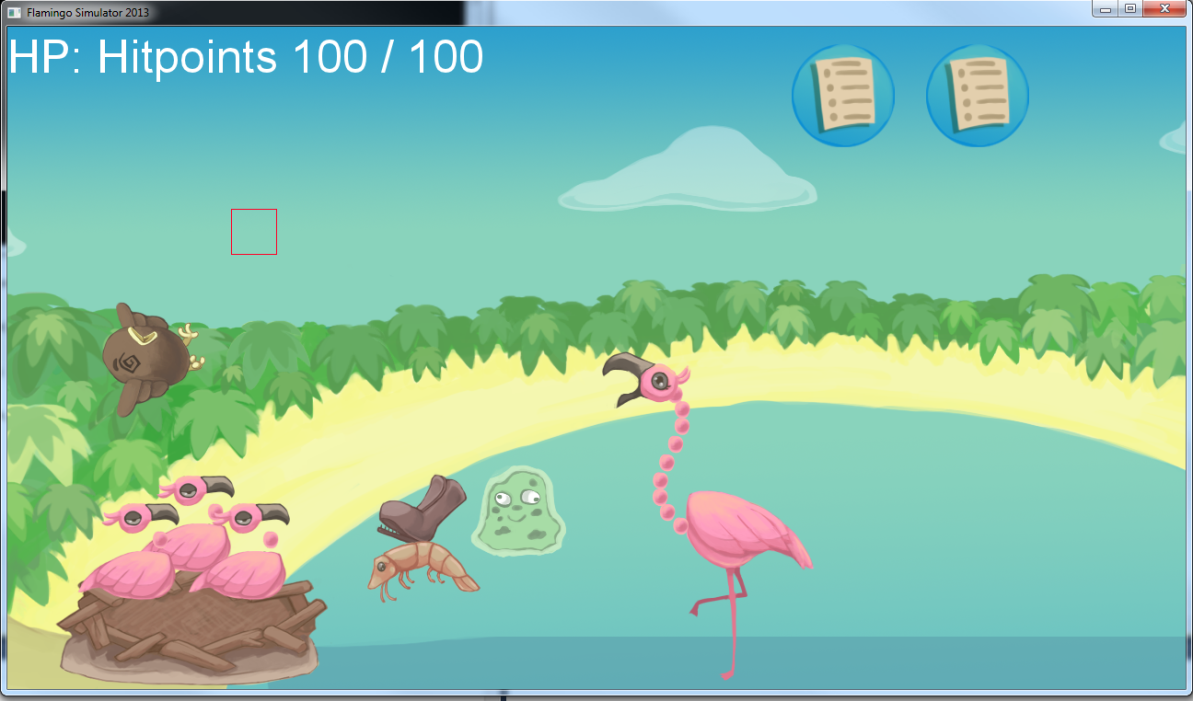 Flamingo Simulator 2013
HP: Hitpoints 100 / 100